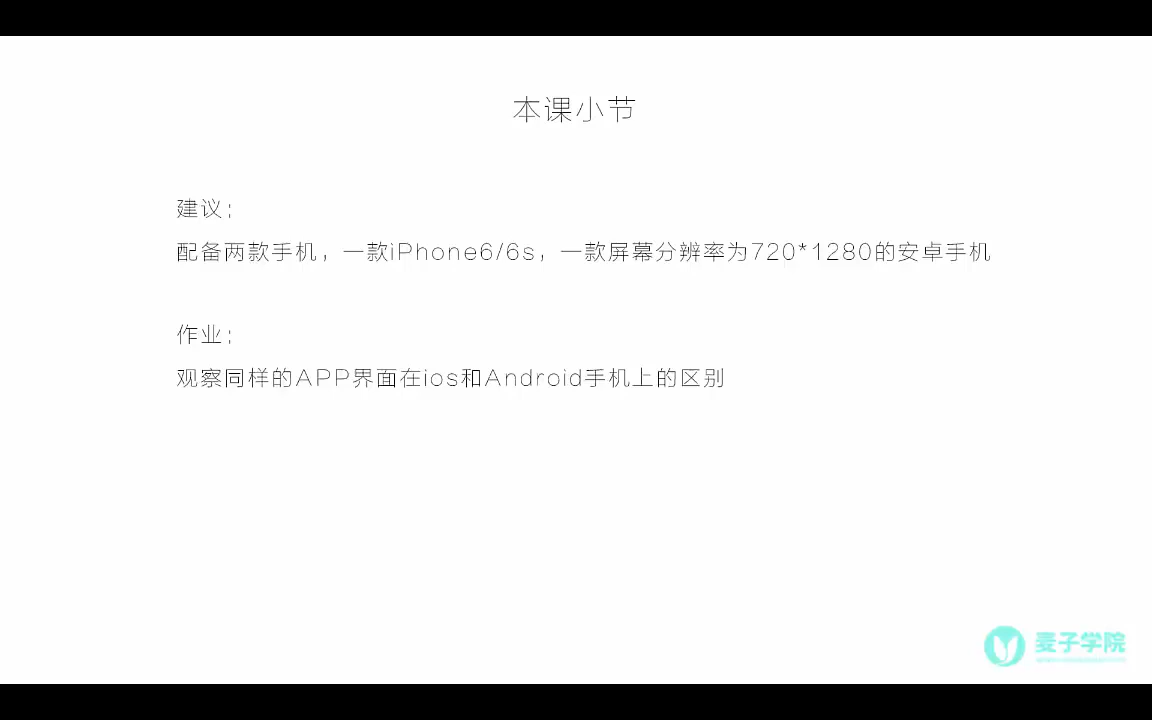 本课小节
建议:
配备两款手机，一款iPhone6/6s，一款屏幕分辨率为720*1280的安卓手机
作业:
观察同样的APP界面在ios和Android手机上的区别
麦子学院